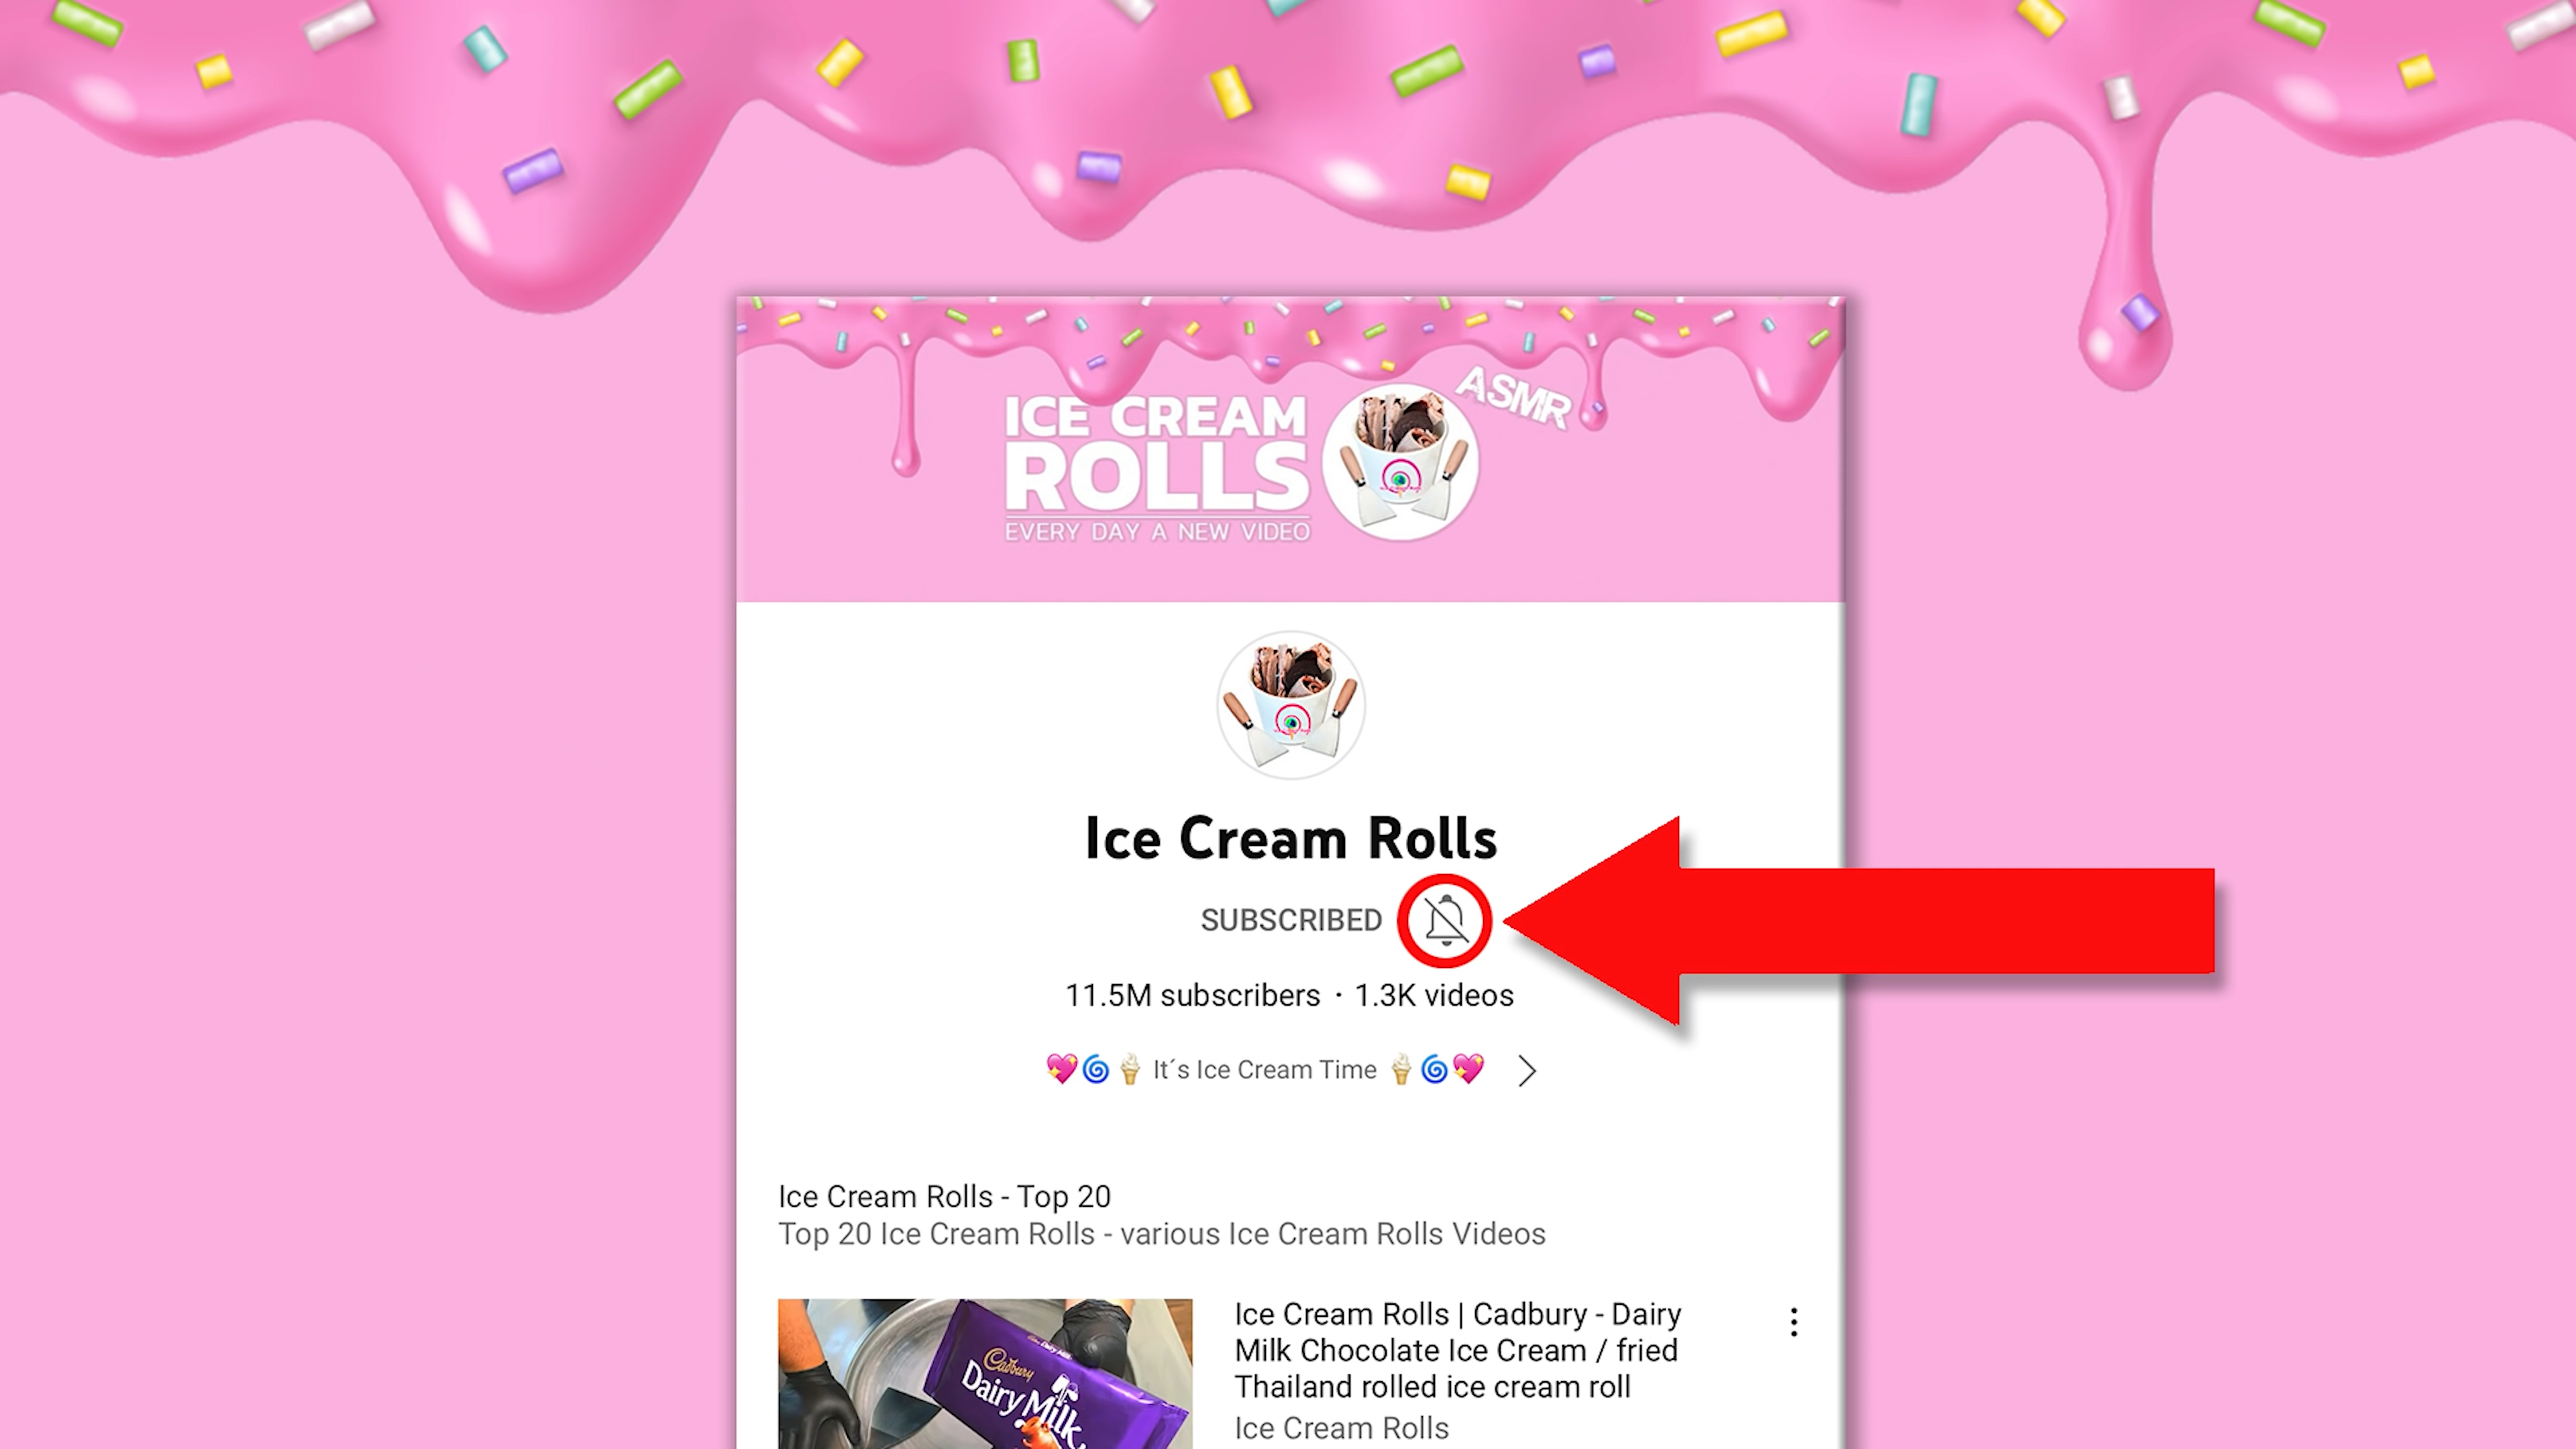 ICE CREAM
ROLLS
EVERY DAY A NEW VIDEO
ASMR
Ice Cream Rolls
SUBSCRIBED
11.5M subscribers · 1.3K videos
💖🌀🍦 It´s Ice Cream Time 🍦🌀💖
Ice Cream Rolls - Top 20
Top 20 Ice Cream Rolls - various Ice Cream Rolls Videos
Ice Cream Rolls | Cadbury - Dairy
Milk Chocolate Ice Cream / fried
Thailand rolled ice cream roll
Ice Cream Rolls
Cadbury
Dairy Milk